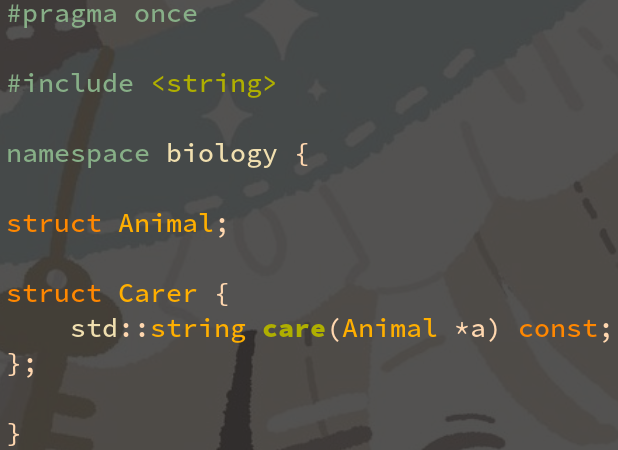 #pragma once
#include <string>
namespace biology {
struct Animal;
struct Carer {
    std::string care(Animal *a) const;
};
}